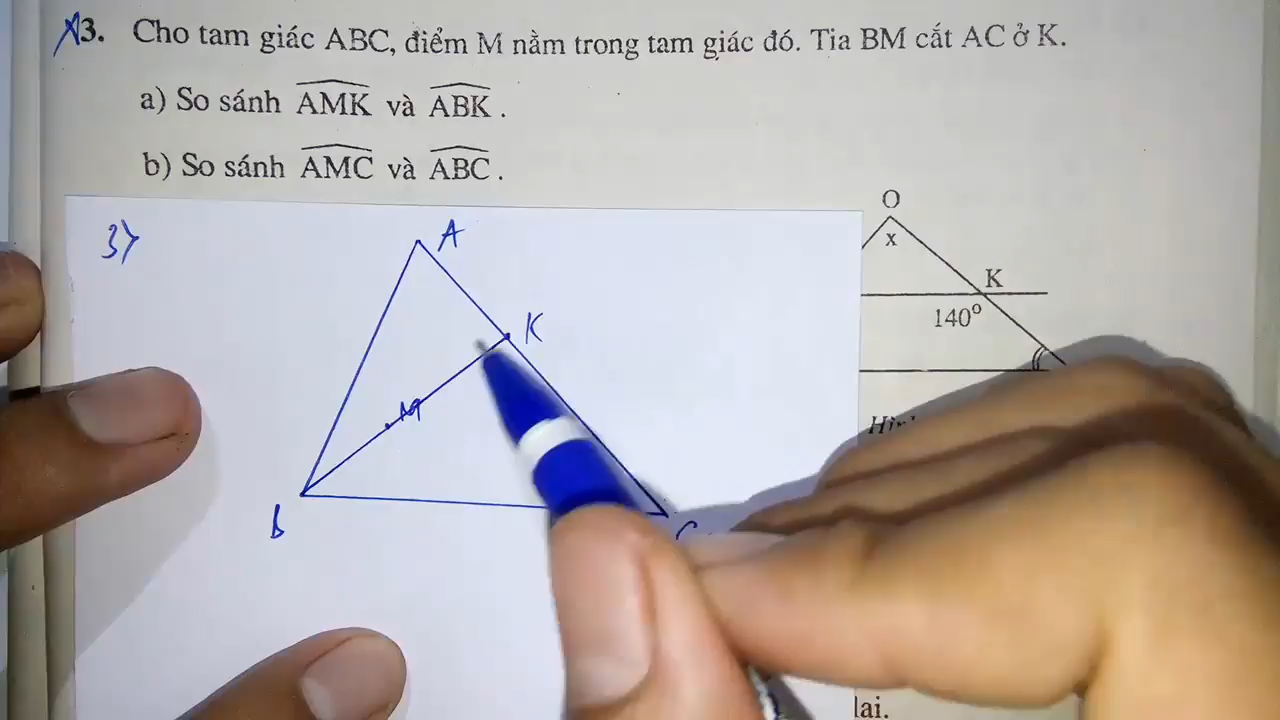 3. Cho tam giác ABC, điểm M nằm trong tam giác đó. Tia BM cắt AC ở K.
a) So sánh AMK và ABK.
b) So sánh AMC và ABC.
3)
A
K
M
B
C
O
x
K
140°
lai.